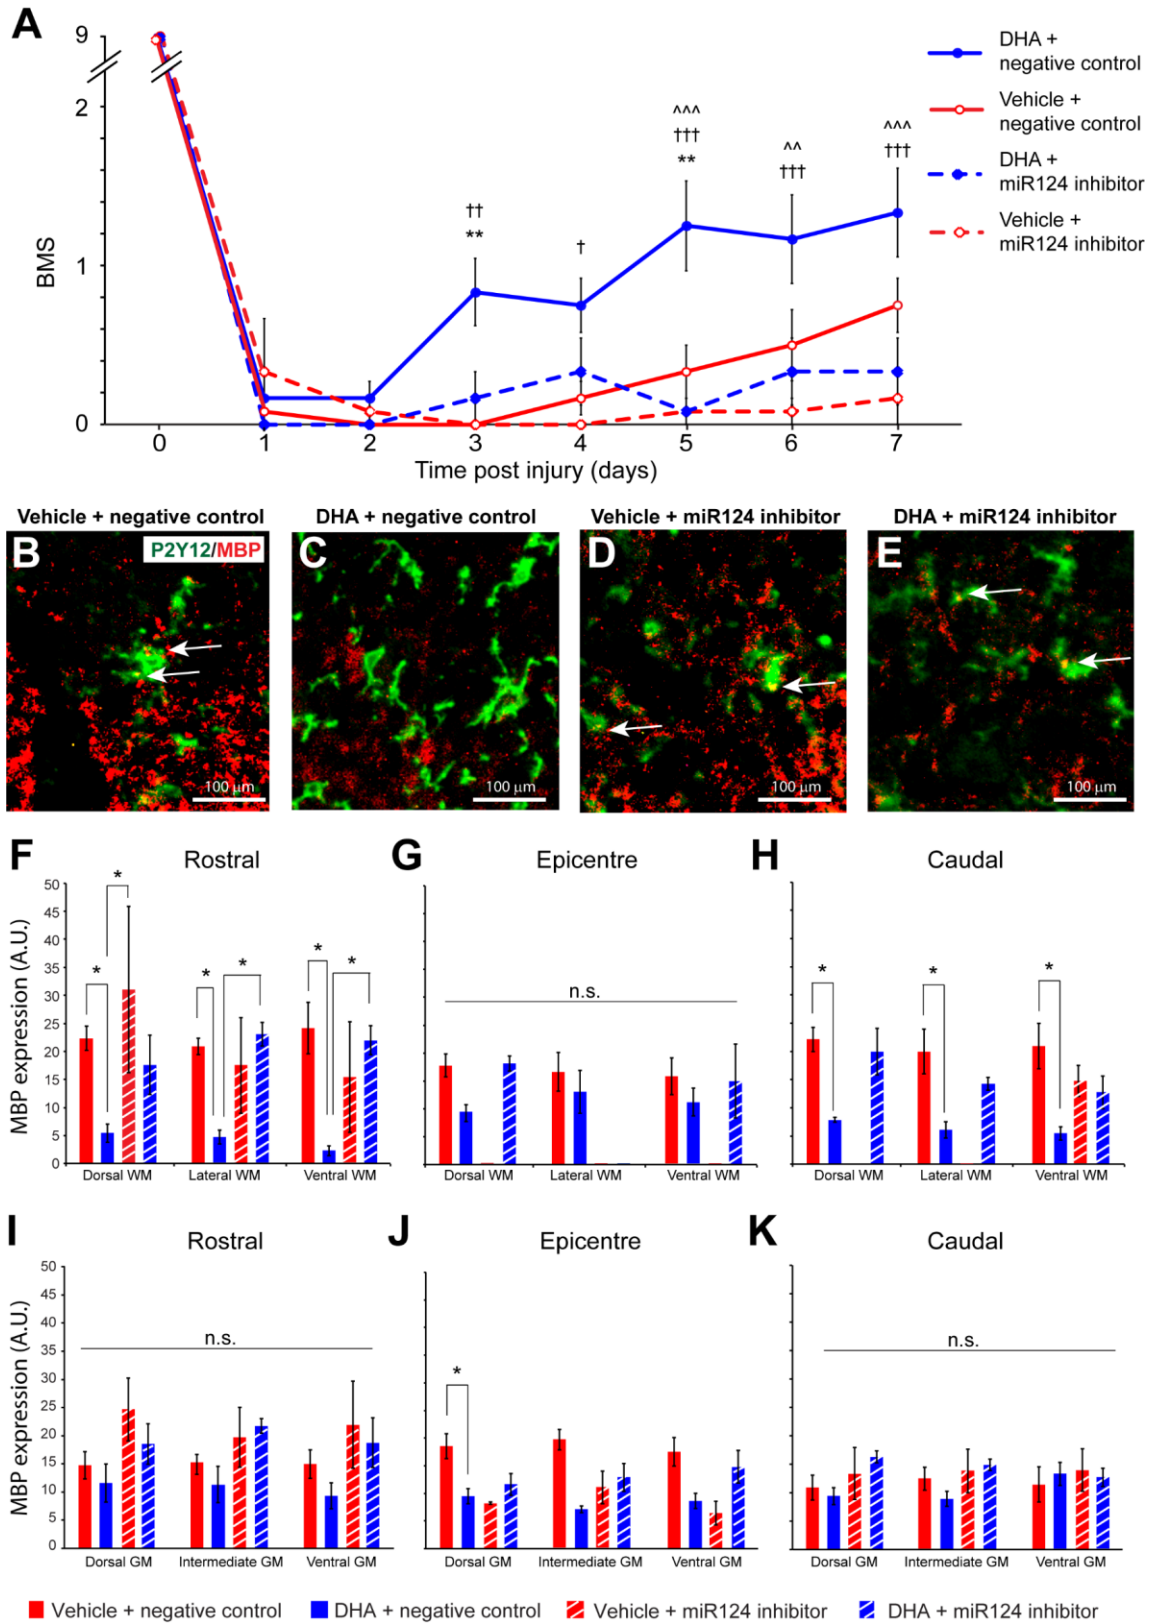 A
9
2
1
0
BMS
DHA +
negative control
Vehicle +
negative control
DHA +
miR124 inhibitor
Vehicle +
miR124 inhibitor
††
**
†
^^^
†††
**
^^
†††
^^^
†††
0 1 2 3 4 5 6 7
Time post injury (days)
Vehicle + negative control
DHA + negative control
Vehicle + miR124 inhibitor
DHA + miR124 inhibitor
B
P2Y12/MBP
100 µm
C
100 µm
D
100 µm
E
100 µm
F
Rostral
MBP expression (A.U.)
50
45
40
35
30
25
20
15
10
5
0
* * * * * *
Dorsal WM Lateral WM Ventral WM
G
Epicentre
n.s.
Dorsal WM Lateral WM Ventral WM
H
Caudal
* * *
Dorsal WM Lateral WM Ventral WM
I
Rostral
MBP expression (A.U.)
50
45
40
35
30
25
20
15
10
5
0
n.s.
Dorsal GM Intermediate GM Ventral GM
J
Epicentre
*
Dorsal GM Intermediate GM Ventral GM
K
Caudal
n.s.
Dorsal GM Intermediate GM Ventral GM
Vehicle + negative control DHA + negative control Vehicle + miR124 inhibitor DHA + miR124 inhibitor